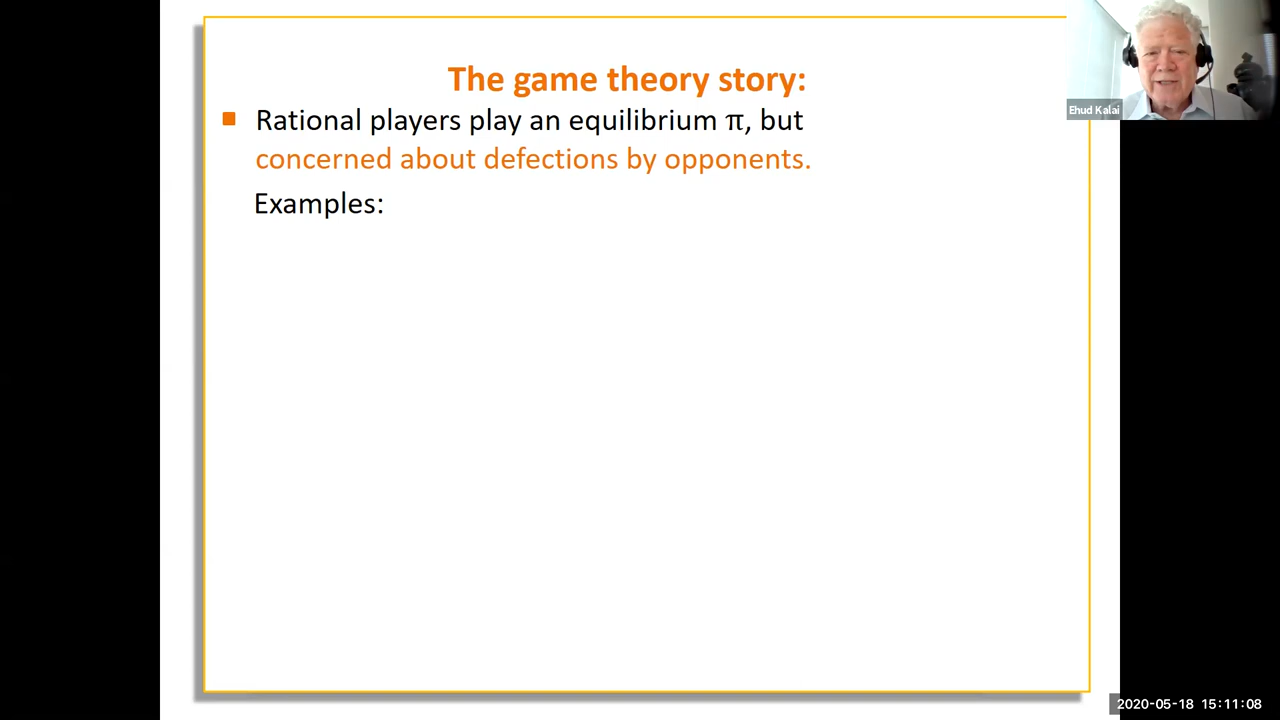 The game theory story:
Rational players play an equilibrium π, but
concerned about defections by opponents.
Examples:
Ehud Kalai
2020-05-18 15:11:08